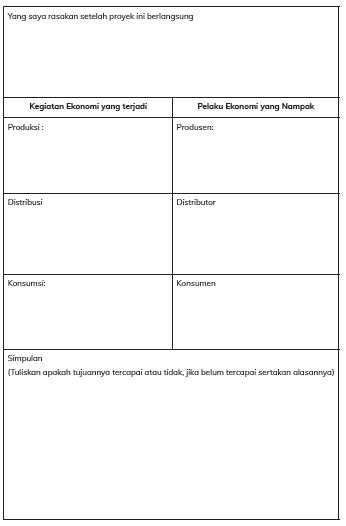 Yang saya rasakan setelah proyek ini berlangsung
Kegiatan Ekonomi yang terjadi
Pelaku Ekonomi yang Nampak
Produksi :
Produsen:
Distribusi
Distributor
Konsumsi:
Konsumen
Simpulan
(Tuliskan apakah tujuannya tercapai atau tidak, jika belum tercapai sertakan alasannya)